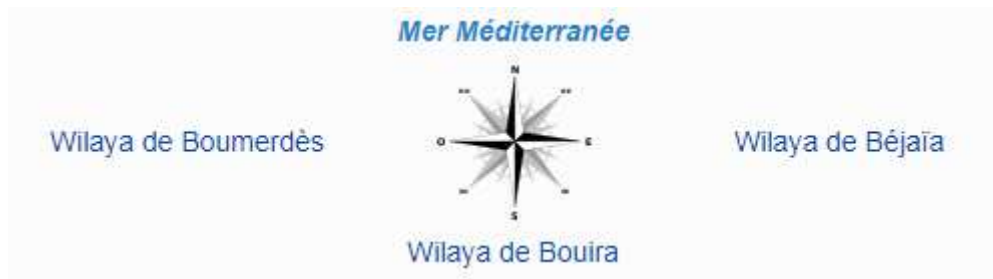 Mer Méditerranée
N
Wilaya de Boumerdès
O
E
Wilaya de Béjaïa
S
Wilaya de Bouira